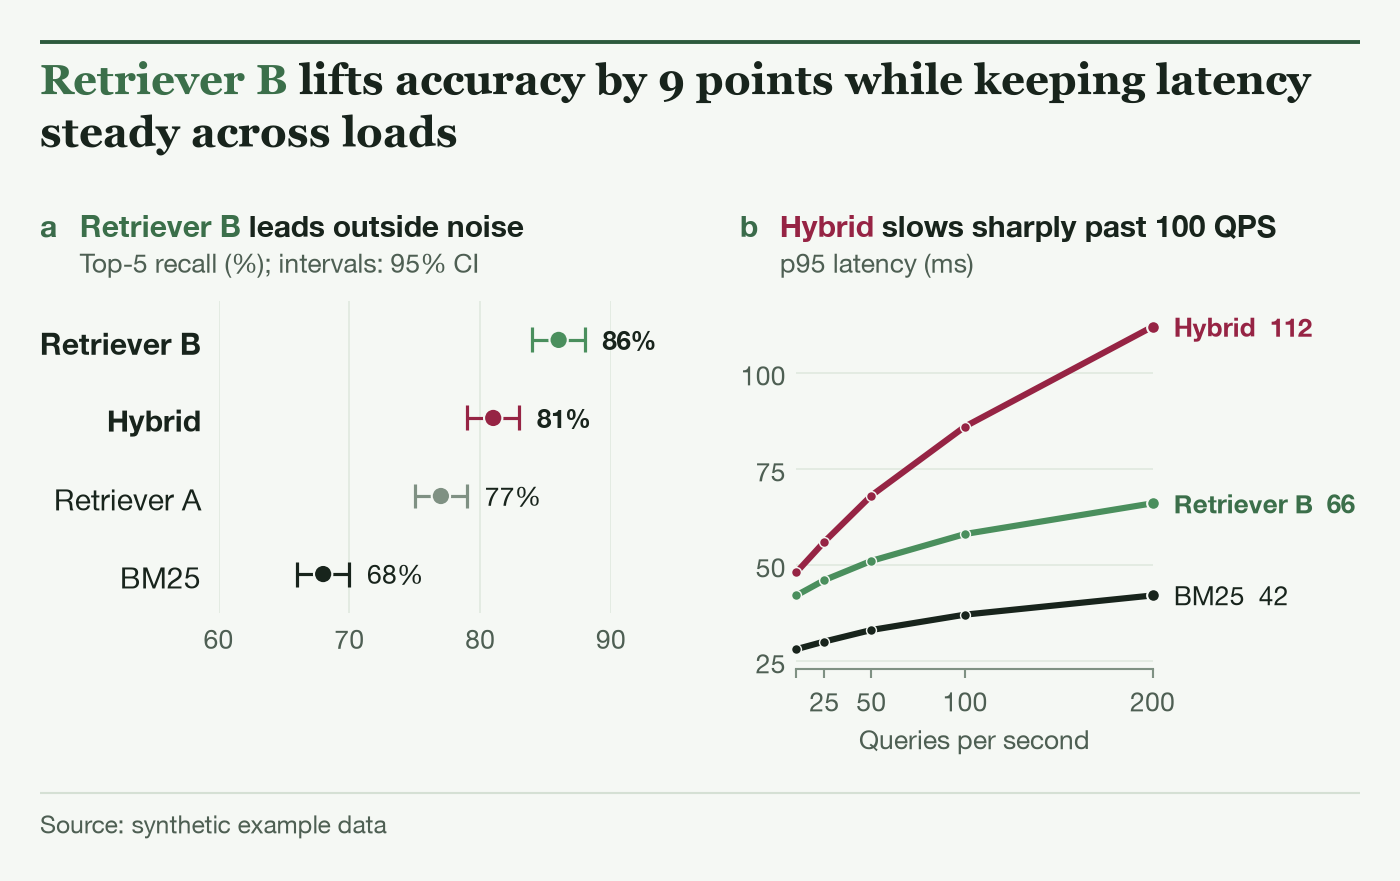 Retriever B lifts accuracy by 9 points while keeping latency
steady across loads
a Retriever B leads outside noise
Top-5 recall (%); intervals: 95% CI
Retriever B 86%
Hybrid 81%
Retriever A 77%
BM25 68%
60 70 80 90
b Hybrid slows sharply past 100 QPS
p95 latency (ms)
Hybrid 112
100
75
Retriever B 66
50
BM25 42
25
25 50 100 200
Queries per second
Source: synthetic example data